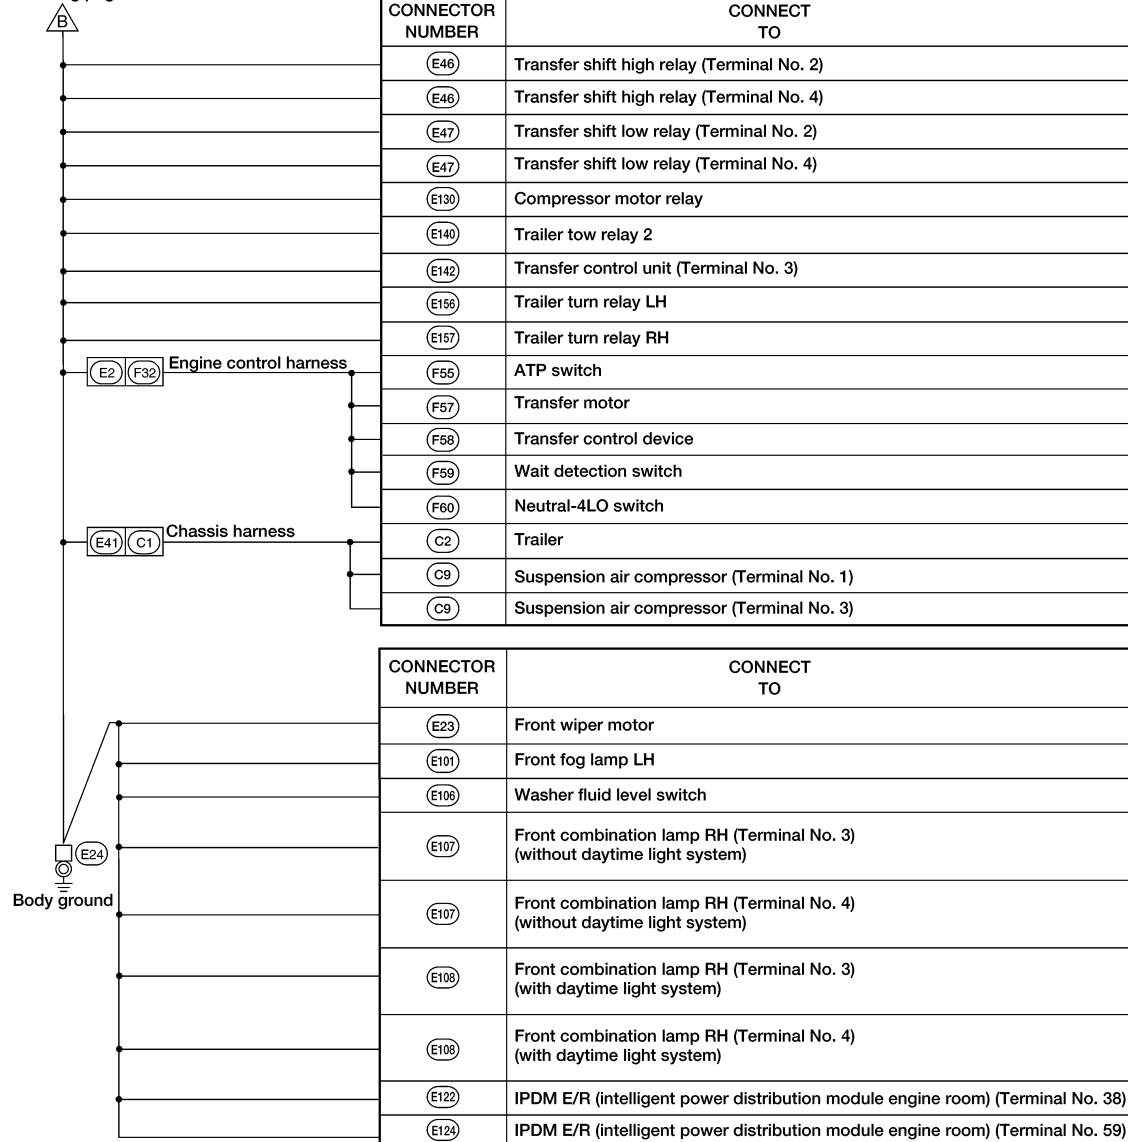 B
CONNECTOR NUMBER
CONNECT TO
E46 Transfer shift high relay (Terminal No. 2)
E46 Transfer shift high relay (Terminal No. 4)
E47 Transfer shift low relay (Terminal No. 2)
E47 Transfer shift low relay (Terminal No. 4)
E130 Compressor motor relay
E140 Trailer tow relay 2
E142 Transfer control unit (Terminal No. 3)
E156 Trailer turn relay LH
E157 Trailer turn relay RH
E2 F32 Engine control harness F55 ATP switch
F57 Transfer motor
F58 Transfer control device
F59 Wait detection switch
F60 Neutral-4LO switch
E41 C1 Chassis harness C2 Trailer
C9 Suspension air compressor (Terminal No. 1)
C9 Suspension air compressor (Terminal No. 3)
CONNECTOR NUMBER
CONNECT TO
E23 Front wiper motor
E101 Front fog lamp LH
E106 Washer fluid level switch
E107 Front combination lamp RH (Terminal No. 3)
(without daytime light system)
E24
Body ground
E107 Front combination lamp RH (Terminal No. 4)
(without daytime light system)
E108 Front combination lamp RH (Terminal No. 3)
(with daytime light system)
E108 Front combination lamp RH (Terminal No. 4)
(with daytime light system)
E122 IPDM E/R (intelligent power distribution module engine room) (Terminal No. 38)
E124 IPDM E/R (intelligent power distribution module engine room) (Terminal No. 59)